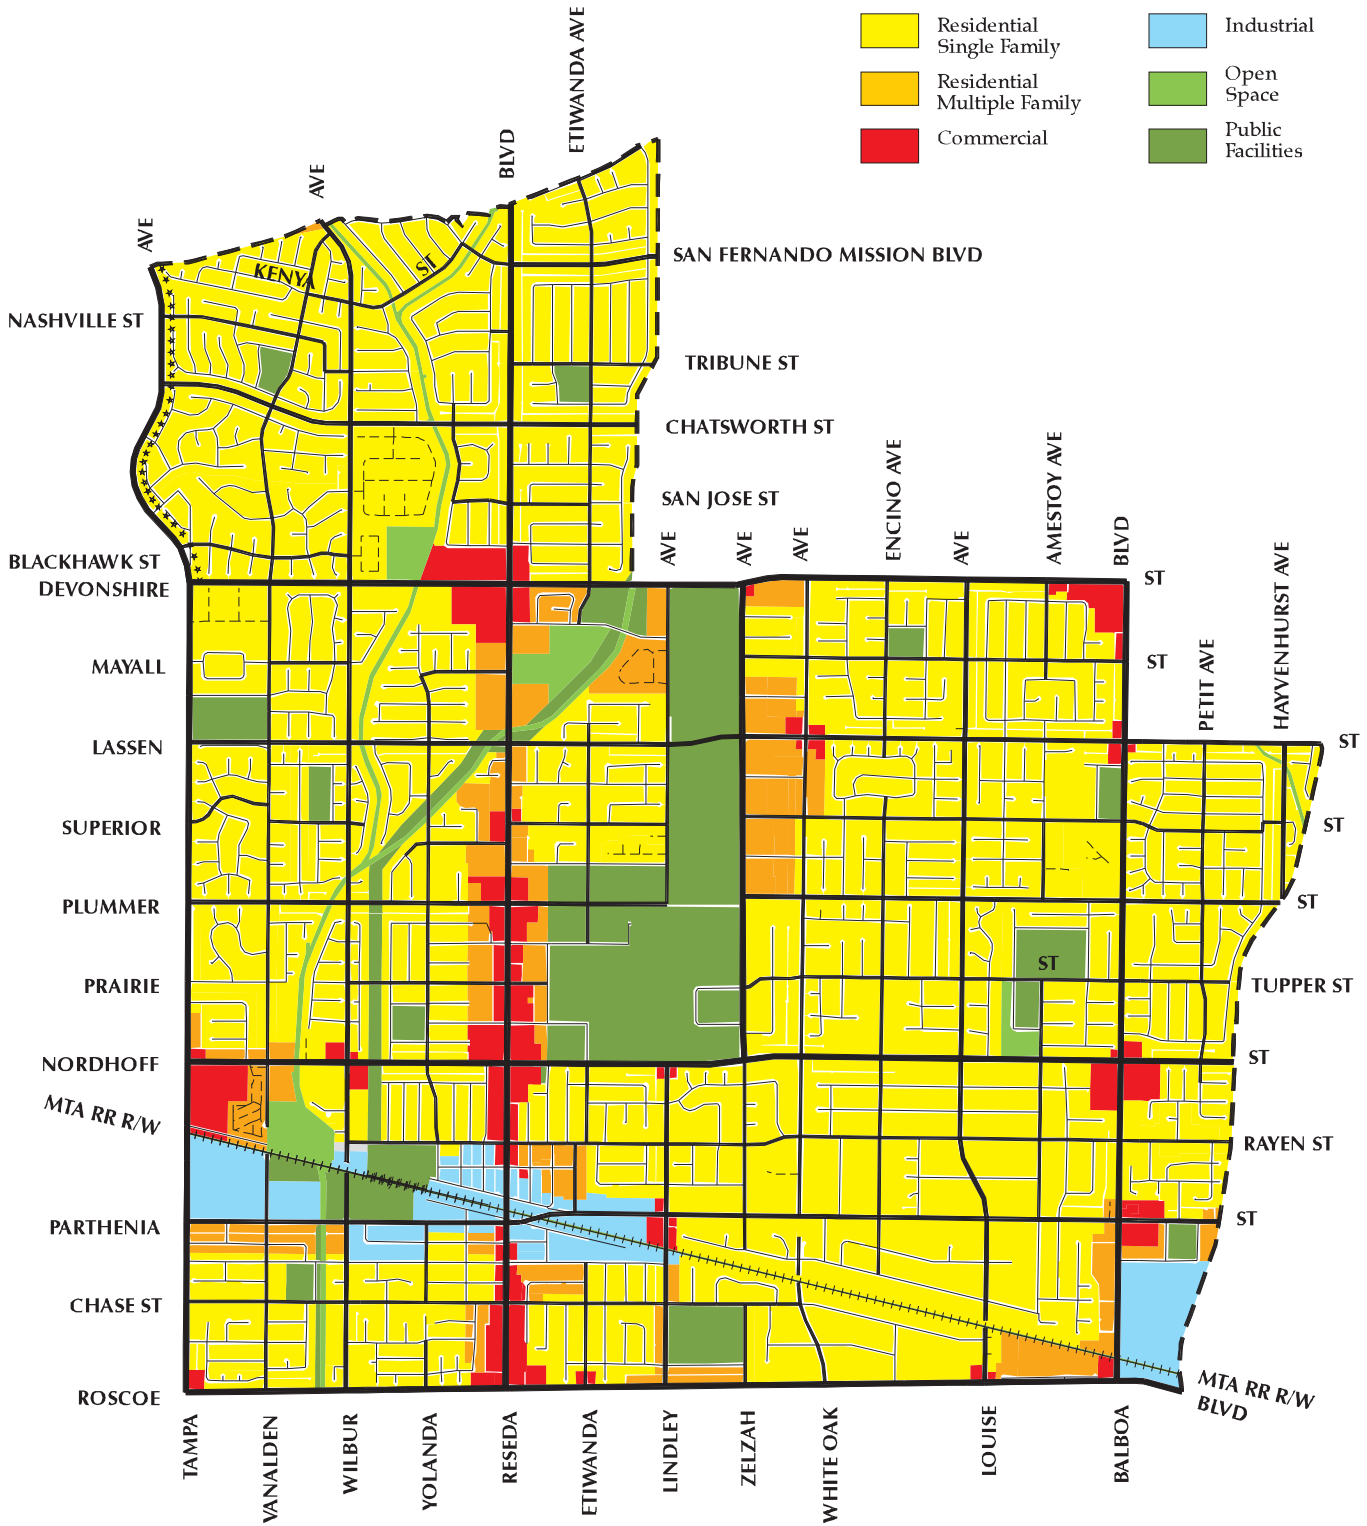 Residential
Single Family
Residential
Multiple Family
Commercial
Industrial
Open
Space
Public
Facilities
ETIWANDA AVE
BLVD
AVE
AVE
KENYA
ST
SAN FERNANDO MISSION BLVD
NASHVILLE ST
TRIBUNE ST
CHATSWORTH ST
SAN JOSE ST
AVE
AVE
AVE
ENCINO AVE
AVE
AMESTOY AVE
BLVD
BLACKHAWK ST
DEVONSHIRE
ST
HAYVENHURST AVE
PETIT AVE
MAYALL
ST
LASSEN
ST
SUPERIOR
ST
PLUMMER
ST
ST
PRAIRIE
TUPPER ST
NORDHOFF
ST
MTA RR R/W
RAYEN ST
PARTHENIA
ST
CHASE ST
ROSCOE
MTA RR R/W
BLVD
TAMPA
VANALDEN
WILBUR
YOLANDA
RESEDA
ETIWANDA
LINDLEY
ZELZAH
WHITE OAK
LOUISE
BALBOA